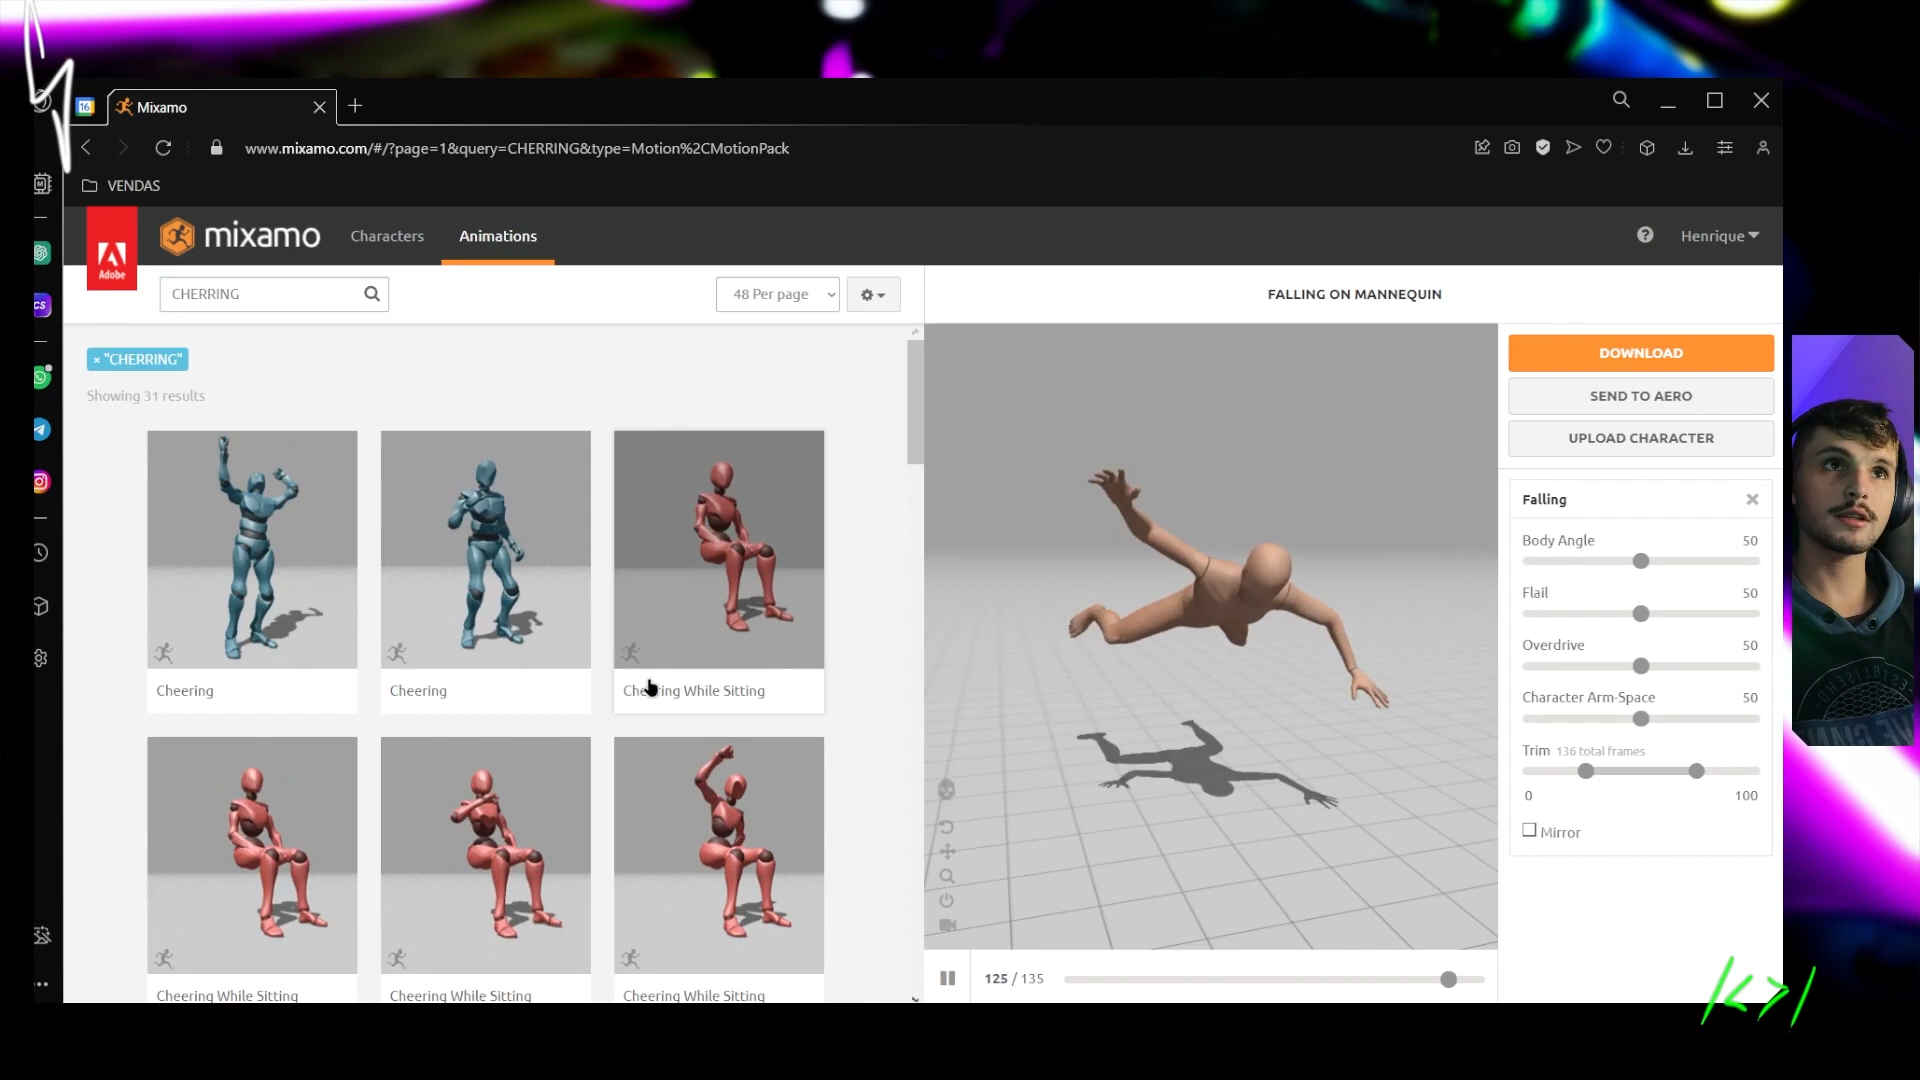 16
Mixamo
www.mixamo.com/#/?page=1&query=CHERRING&type=Motion%2CMotionPack
VENDAS
Adobe
mixamo
Characters
Animations
Henrique
CHERRING
48 Per page
FALLING ON MANNEQUIN
× "CHERRING"
Showing 31 results
Cheering
Cheering
Cheering While Sitting
Cheering While Sitting
Cheering While Sitting
Cheering While Sitting
DOWNLOAD
SEND TO AERO
UPLOAD CHARACTER
Falling
Body Angle 50
Flail 50
Overdrive 50
Character Arm-Space 50
Trim 136 total frames
0 100
Mirror
125 / 135